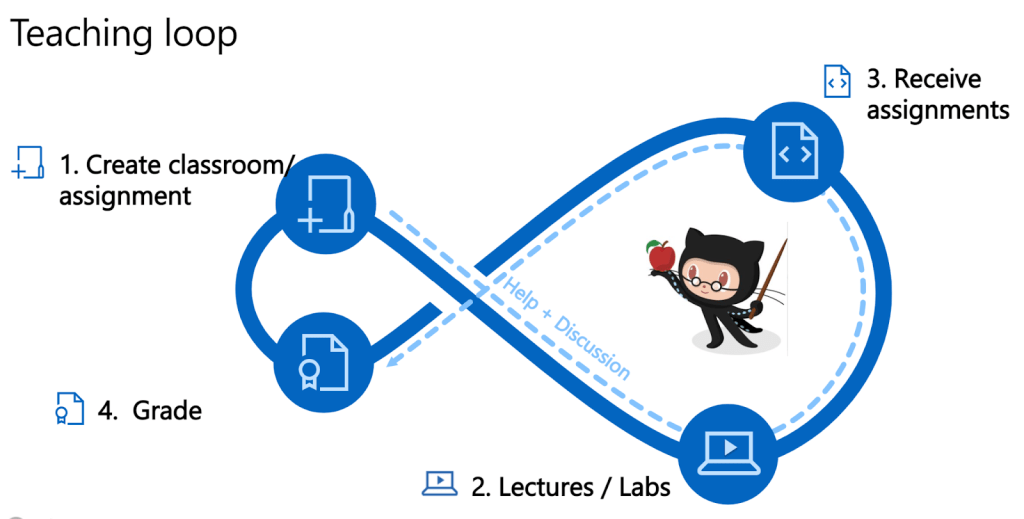 Teaching loop
3. Receive
assignments
1. Create classroom/
assignment
Help + Discussion
4. Grade
2. Lectures / Labs